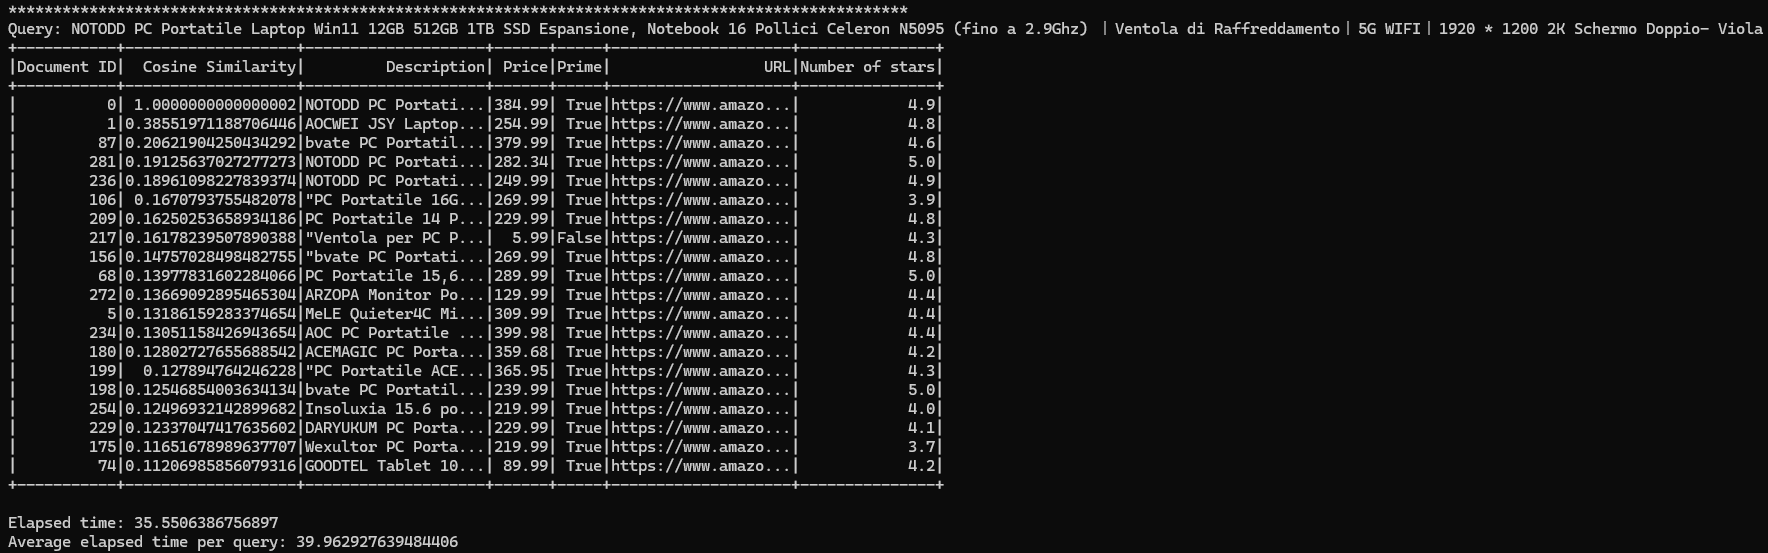 ****************************************************************************************************
Query: NOTODD PC Portatile Laptop Win11 12GB 512GB 1TB SSD Espansione, Notebook 16 Pollici Celeron N5095 (fino a 2.9Ghz) |Ventola di Raffreddamento|5G WIFI|1920 * 1200 2K Schermo Doppio- Viola
+-----------+-------------------+--------------------+------+-----+--------------------+---------------+
|Document ID|  Cosine Similarity|         Description| Price|Prime|                 URL|Number of stars|
+-----------+-------------------+--------------------+------+-----+--------------------+---------------+
|          0| 1.0000000000000002|NOTODD PC Portati...|384.99| True|https://www.amazo...|            4.9|
|          1|0.38551971188706446|AOCWEI JSY Laptop...|254.99| True|https://www.amazo...|            4.8|
|         87|0.20621904250434292|bvate PC Portatil...|379.99| True|https://www.amazo...|            4.6|
|        281|0.19125637027277273|NOTODD PC Portati...|282.34| True|https://www.amazo...|            5.0|
|        236|0.18961098227839374|NOTODD PC Portati...|249.99| True|https://www.amazo...|            4.9|
|        106| 0.1670793755482078|"PC Portatile 16G...|269.99| True|https://www.amazo...|            3.9|
|        209|0.16250253658934186|PC Portatile 14 P...|229.99| True|https://www.amazo...|            4.8|
|        217|0.16178239507890388|"Ventola per PC P...|  5.99|False|https://www.amazo...|            4.3|
|        156|0.14757028498482755|"bvate PC Portati...|269.99| True|https://www.amazo...|            4.8|
|         68|0.13977831602284066|PC Portatile 15,6...|289.99| True|https://www.amazo...|            5.0|
|        272|0.13669092895465304|ARZOPA Monitor Po...|129.99| True|https://www.amazo...|            4.4|
|          5|0.13186159283374654|MeLE Quieter4C Mi...|309.99| True|https://www.amazo...|            4.4|
|        234|0.13051158426943654|AOC PC Portatile ...|399.98| True|https://www.amazo...|            4.4|
|        180|0.12802727655688542|ACEMAGIC PC Porta...|359.68| True|https://www.amazo...|            4.2|
|        199|  0.127894764246228|"PC Portatile ACE...|365.95| True|https://www.amazo...|            4.3|
|        198|0.12546854003634134|bvate PC Portatil...|239.99| True|https://www.amazo...|            5.0|
|        254|0.12496932142899682|Insoluxia 15.6 po...|219.99| True|https://www.amazo...|            4.0|
|        229|0.12337047417635602|DARYUKUM PC Porta...|229.99| True|https://www.amazo...|            4.1|
|        175|0.11651678989637707|Wexultor PC Porta...|219.99| True|https://www.amazo...|            3.7|
|         74|0.11206985856079316|GOODTEL Tablet 10...| 89.99| True|https://www.amazo...|            4.2|
+-----------+-------------------+--------------------+------+-----+--------------------+---------------+
Elapsed time: 35.5506386756897
Average elapsed time per query: 39.962927639484406